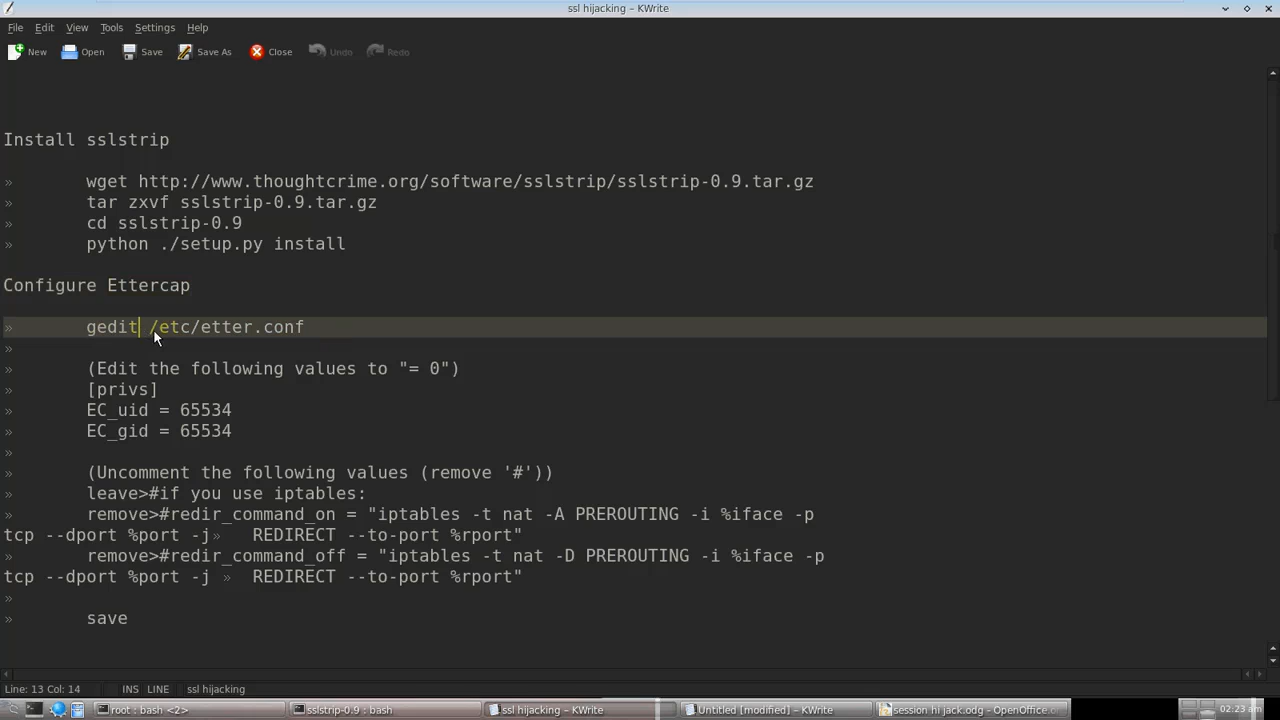 ssl hijacking – KWrite
File Edit View Tools Settings Help
New Open Save Save As Close Undo Redo
Install sslstrip
» wget http://www.thoughtcrime.org/software/sslstrip/sslstrip-0.9.tar.gz
» tar zxvf sslstrip-0.9.tar.gz
» cd sslstrip-0.9
» python ./setup.py install
Configure Ettercap
» gedit /etc/etter.conf
»
» (Edit the following values to "= 0")
» [privs]
» EC_uid = 65534
» EC_gid = 65534
»
» (Uncomment the following values (remove '#'))
» leave>#if you use iptables:
» remove>#redir_command_on = "iptables -t nat -A PREROUTING -i %iface -p
tcp --dport %port -j» REDIRECT --to-port %rport"
» remove>#redir_command_off = "iptables -t nat -D PREROUTING -i %iface -p
tcp --dport %port -j » REDIRECT --to-port %rport"
»
» save
Line: 13 Col: 14 INS LINE ssl hijacking
root : bash <2> sslstrip-0.9 : bash ssl hijacking – KWrite Untitled [modified] – KWrite session hi jack.odg - OpenOffice. 02:23 am